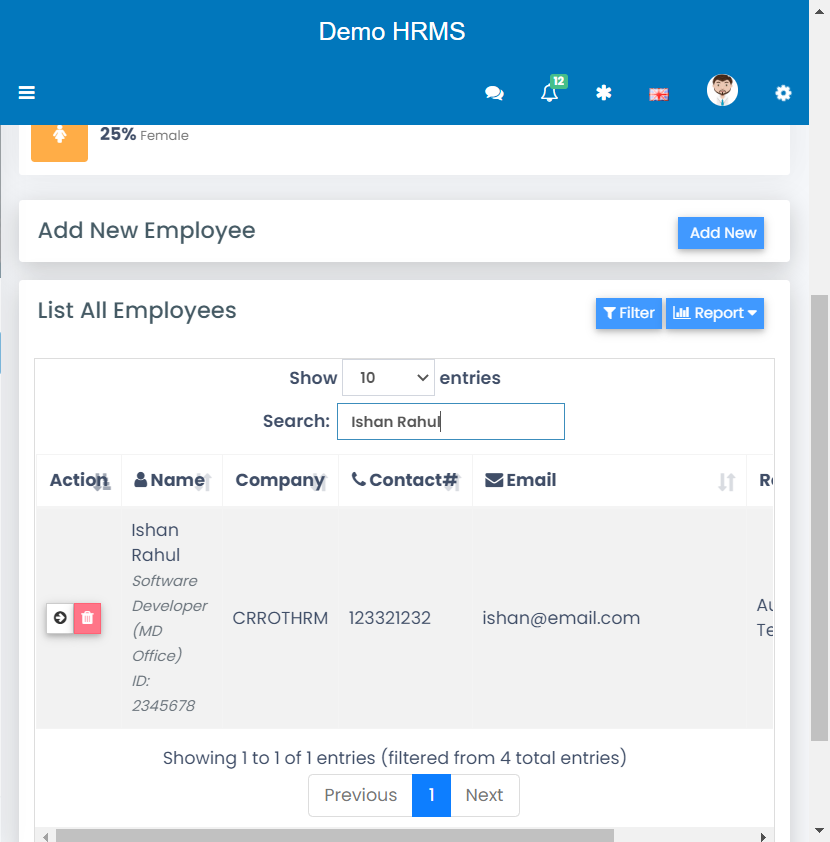 Demo HRMS
12
25% Female
Add New Employee
Add New
List All Employees
Filter
Report
Show 10 entries
Search: Ishan Rahul
Action Name Company Contact# Email
Ishan
Rahul
Software
Developer
(MD
Office)
ID:
2345678
CRROTHRM
123321232
ishan@email.com
Showing 1 to 1 of 1 entries (filtered from 4 total entries)
Previous 1 Next